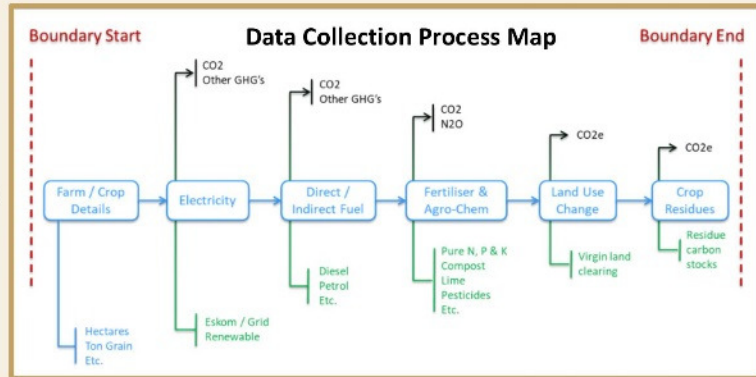 Boundary Start
Data Collection Process Map
Boundary End
CO2
Other GHG's
CO2
Other GHG's
CO2
N2O
CO2e
CO2e
Farm / Crop
Details
Electricity
Direct /
Indirect Fuel
Fertiliser &
Agro-Chem
Land Use
Change
Crop
Residues
Hectares
Ton Grain
Etc.
Eskom / Grid
Renewable
Diesel
Petrol
Etc.
Pure N, P & K
Compost
Lime
Pesticides
Etc.
Virgin land
clearing
Residue
carbon
stocks